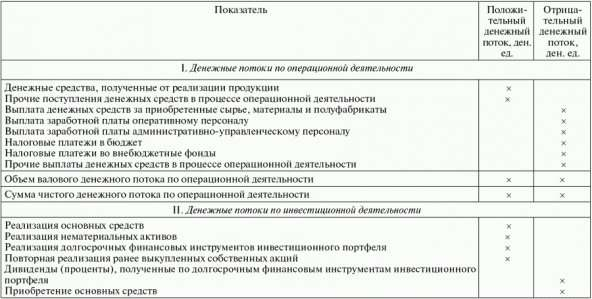 Показатель
Положи-
тельный
денежный
поток, ден.
ед.
Отрица-
тельный
денежный
поток,
ден. ед.
I. Денежные потоки по операционной деятельности
Денежные средства, полученные от реализации продукции ×
Прочие поступления денежных средств в процессе операционной деятельности ×
Выплата денежных средств за приобретенные сырье, материалы и полуфабрикаты ×
Выплата заработной платы оперативному персоналу ×
Выплата заработной платы административно-управленческому персоналу ×
Налоговые платежи в бюджет ×
Налоговые платежи во внебюджетные фонды ×
Прочие выплаты денежных средств в процессе операционной деятельности ×
Объем валового денежного потока по операционной деятельности × ×
Сумма чистого денежного потока по операционной деятельности × ×
II. Денежные потоки по инвестиционной деятельности
Реализация основных средств ×
Реализация нематериальных активов ×
Реализация долгосрочных финансовых инструментов инвестиционного портфеля ×
Повторная реализация ранее выкупленных собственных акций ×
Дивиденды (проценты), полученные по долгосрочным финансовым инструментам инвестиционного
портфеля ×
Приобретение основных средств ×